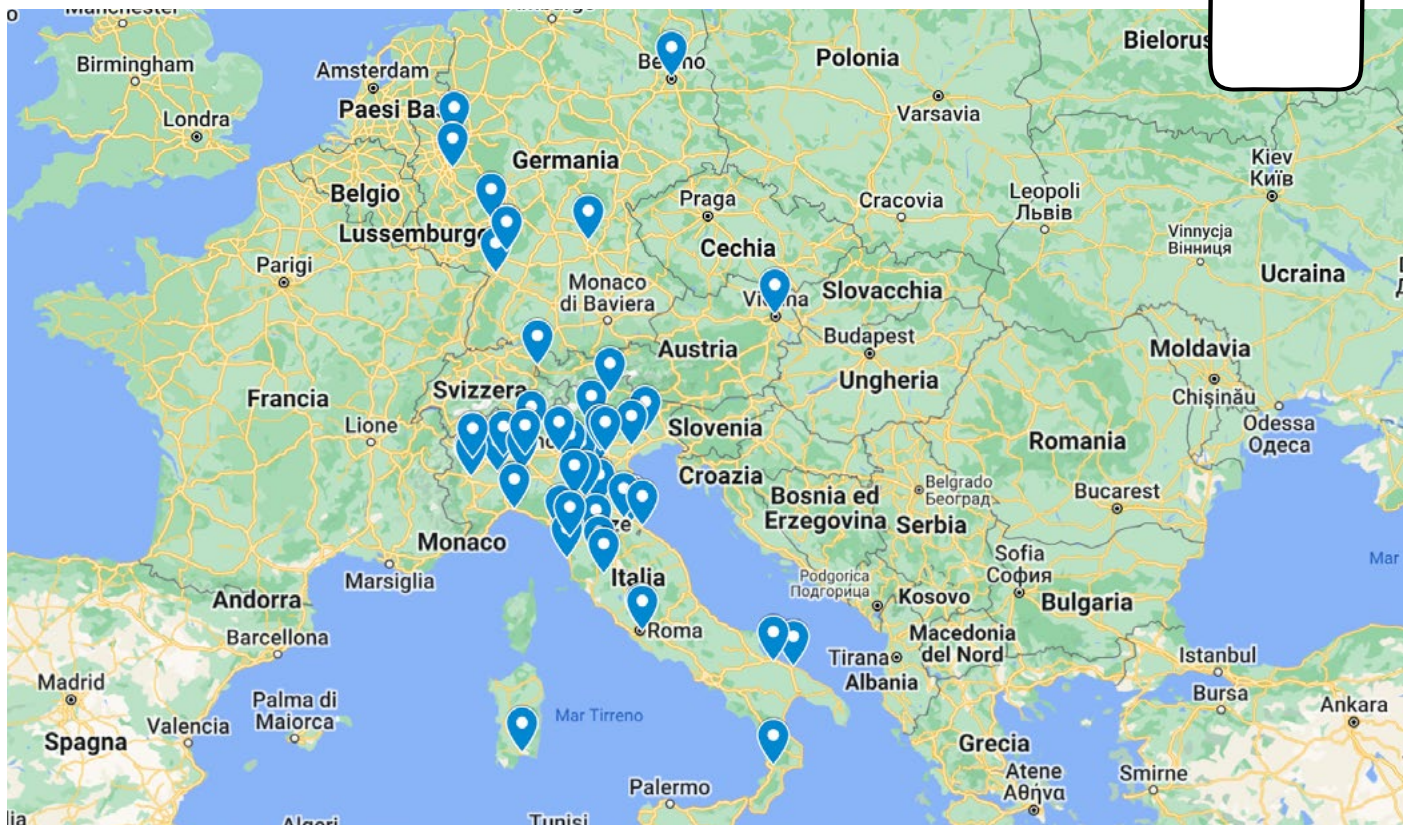 Birmingham
Amsterdam
Londra
Paesi Bas
Polonia
Varsavia
Bielorus
Germania
Belgio
Lussemburgo
Parigi
Praga
Cechia
Cracovia
Leopoli
Львів
Kiev
Київ
Vinnycja
Вінниця
Ucraina
Monaco
di Baviera
Slovacchia
Austria
Budapest
Ungheria
Moldavia
Chișinău
Odessa
Одеса
Francia
Svizzera
Lione
Slovenia
Croazia
Romania
Bucarest
Belgrado
Београд
Bosnia ed
Erzegovina
Serbia
Monaco
Marsiglia
Andorra
Barcellona
Italia
Roma
Podgorica
Подгорица
Kosovo
Sofia
София
Bulgaria
Mar
Macedonia
del Nord
Tirana
Albania
Istanbul
Bursa
Ankara
Madrid
Spagna
Valencia
Palma di
Maiorca
Mar Tirreno
Grecia
Atene
Αθήνα
Smirne
Palermo
Tunisi
Algeri